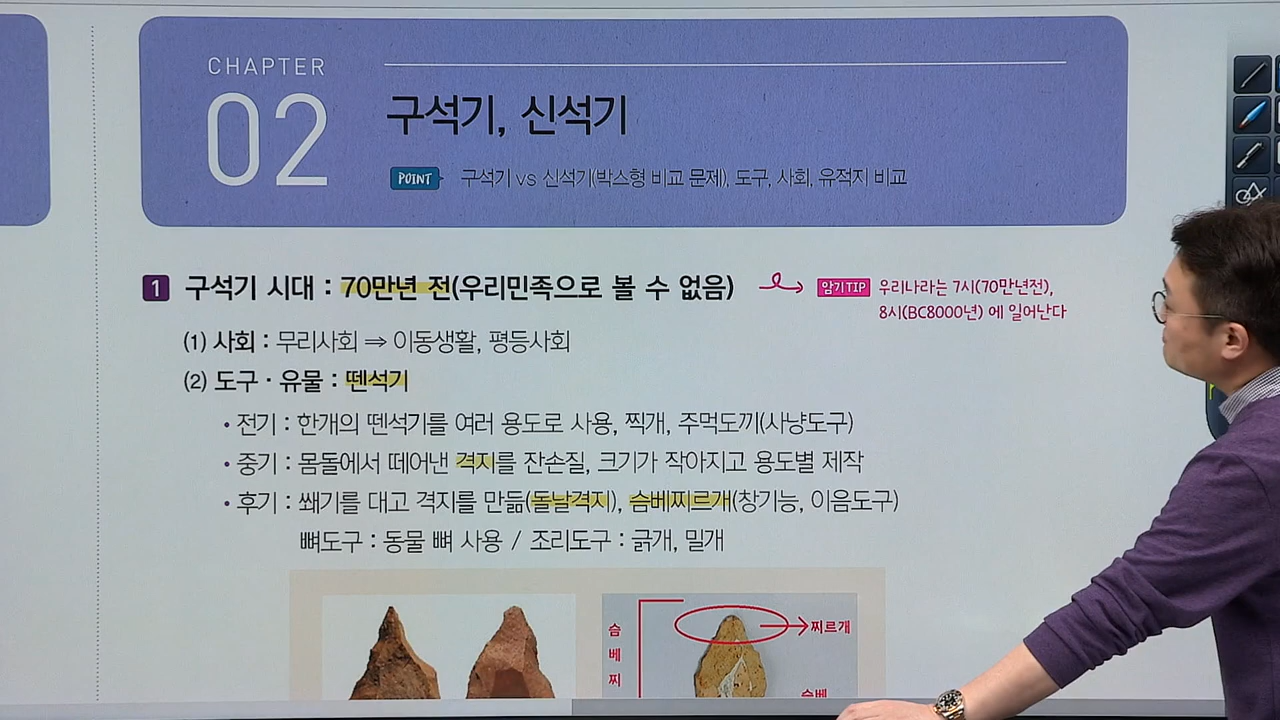 CHAPTER
02
구석기, 신석기
POINT 구석기 vs 신석기(박스형 비교 문제), 도구, 사회, 유적지 비교
1 구석기 시대 : 70만년 전(우리민족으로 볼 수 없음)
암기TIP 우리나라는 7시(70만년전),
8시(BC8000년) 에 일어난다
(1) 사회 : 무리사회 ⇒ 이동생활, 평등사회
(2) 도구 · 유물 : 뗀석기
• 전기 : 한개의 뗀석기를 여러 용도로 사용, 찍개, 주먹도끼(사냥도구)
• 중기 : 몸돌에서 떼어낸 격지를 잔손질, 크기가 작아지고 용도별 제작
• 후기 : 쐐기를 대고 격지를 만듦(돌날격지), 슴베찌르개(창기능, 이음도구)
뼈도구 : 동물 뼈 사용 / 조리도구 : 긁개, 밀개
슴
베
찌
찌르개
슴베